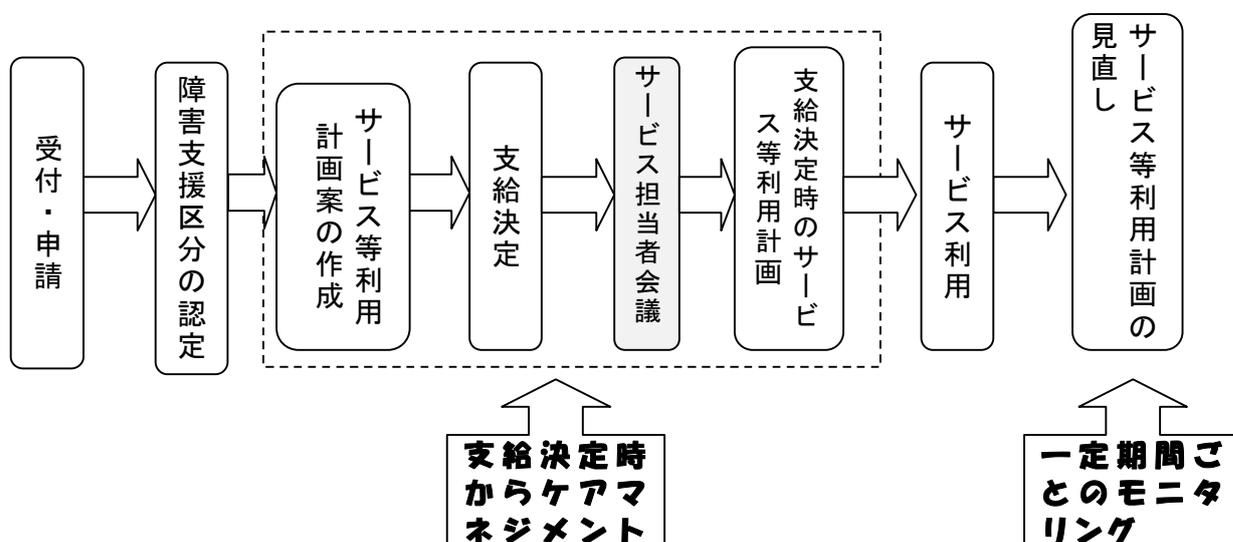 受付・申請
障害支援区分の認定
サービス等利用
計画案の作成
支給決定
サービス担当者会議
支給決定時のサービ
ス等利用計画
サービス利用
サービス等利用計画の
見直し
支給決定時
からケアマ
ネジメント
一定期間ご
とのモニタ
リング